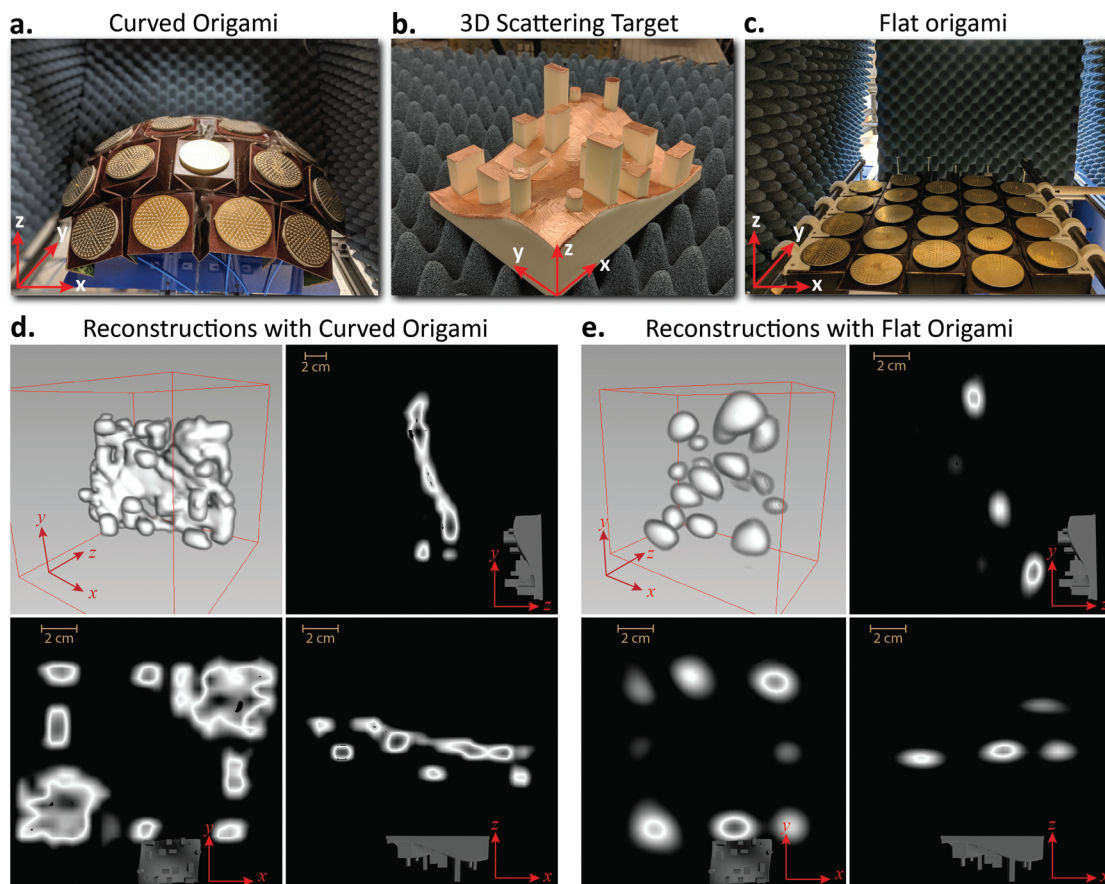 a. Curved Origami
b. 3D Scattering Target
c. Flat origami
z
y
x
y
z
x
z
x
d. Reconstructions with Curved Origami
e. Reconstructions with Flat Origami
2 cm
2 cm
y
z
x
y
z
y
z
x
y
z
2 cm
2 cm
2 cm
2 cm
y
x
z
x
y
x
z
x